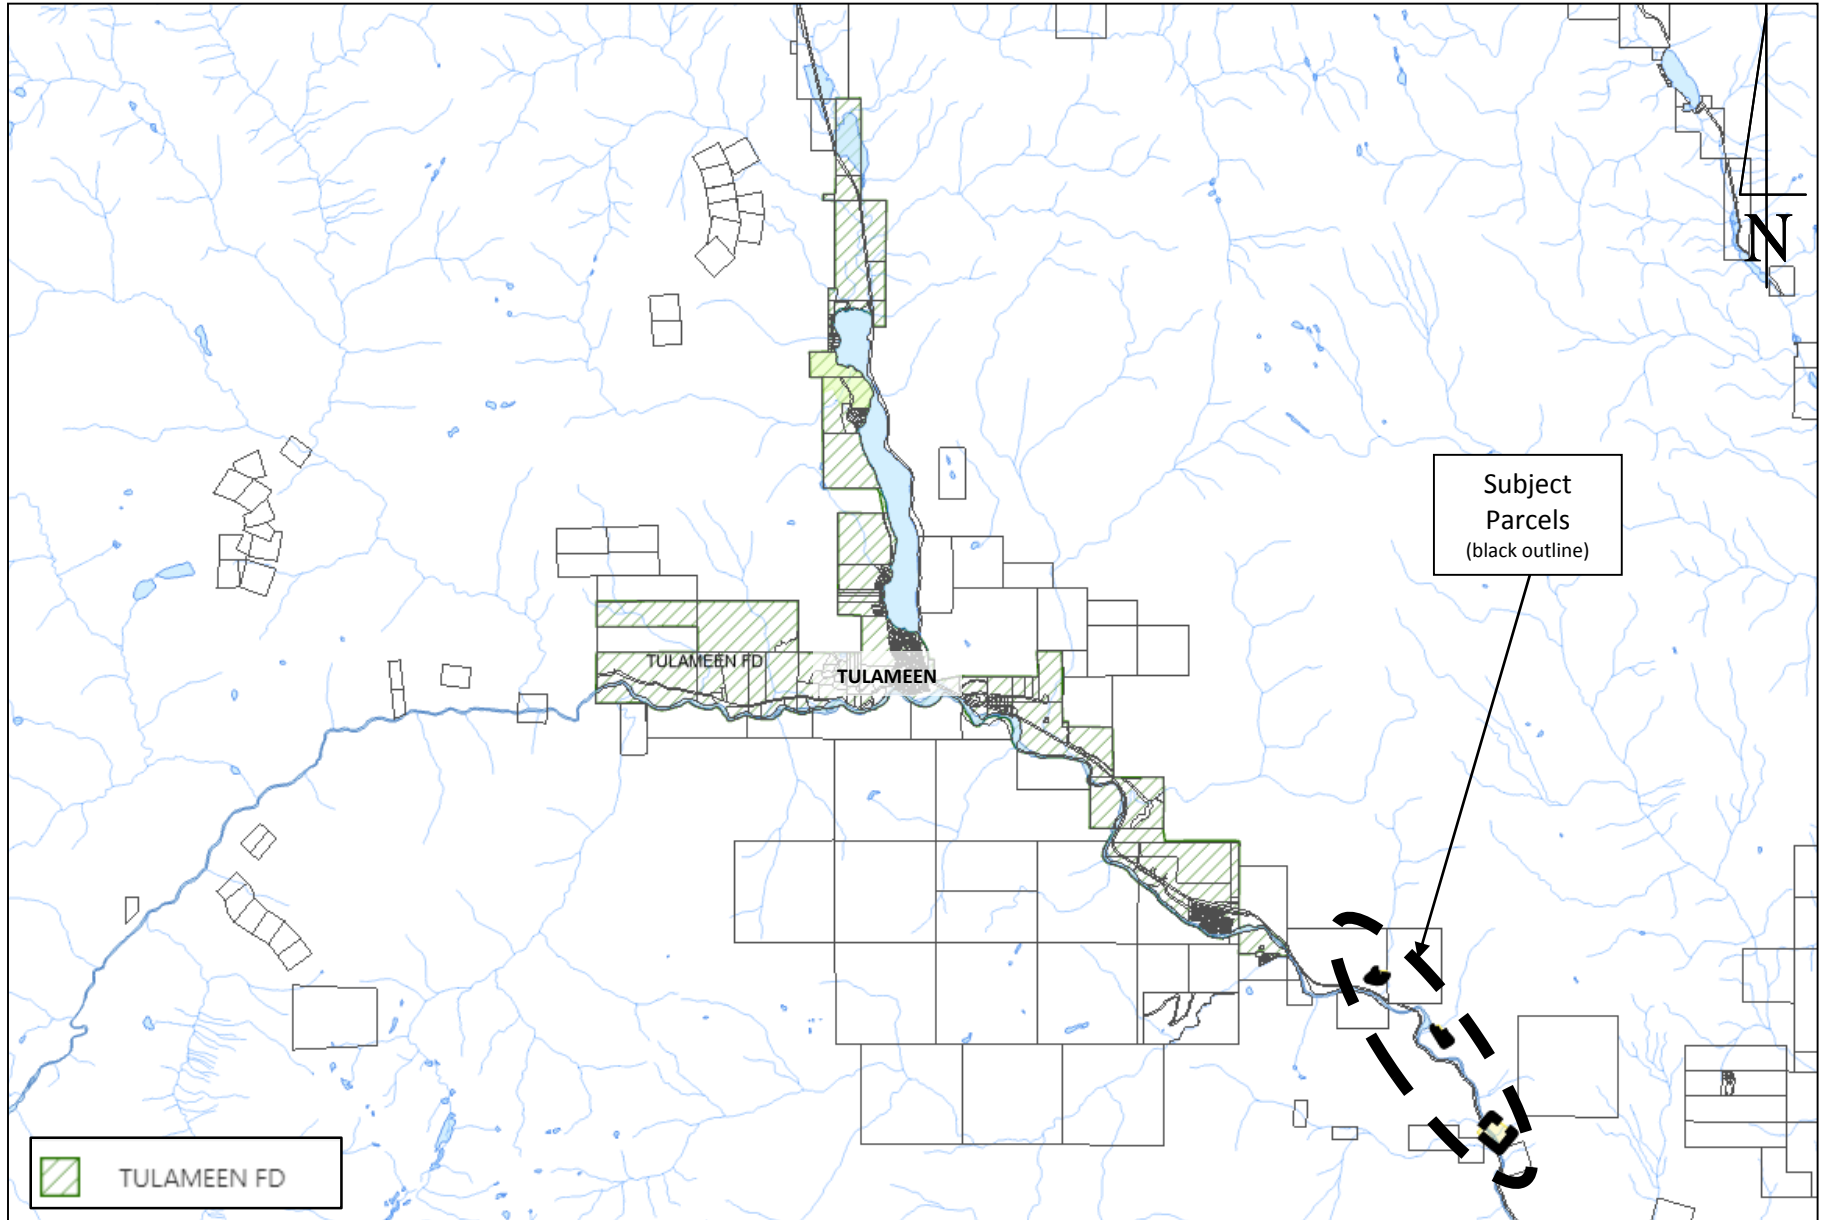 N
Subject
Parcels
(black outline)
TULAMEEN FD
TULAMEEN
TULAMEEN FD